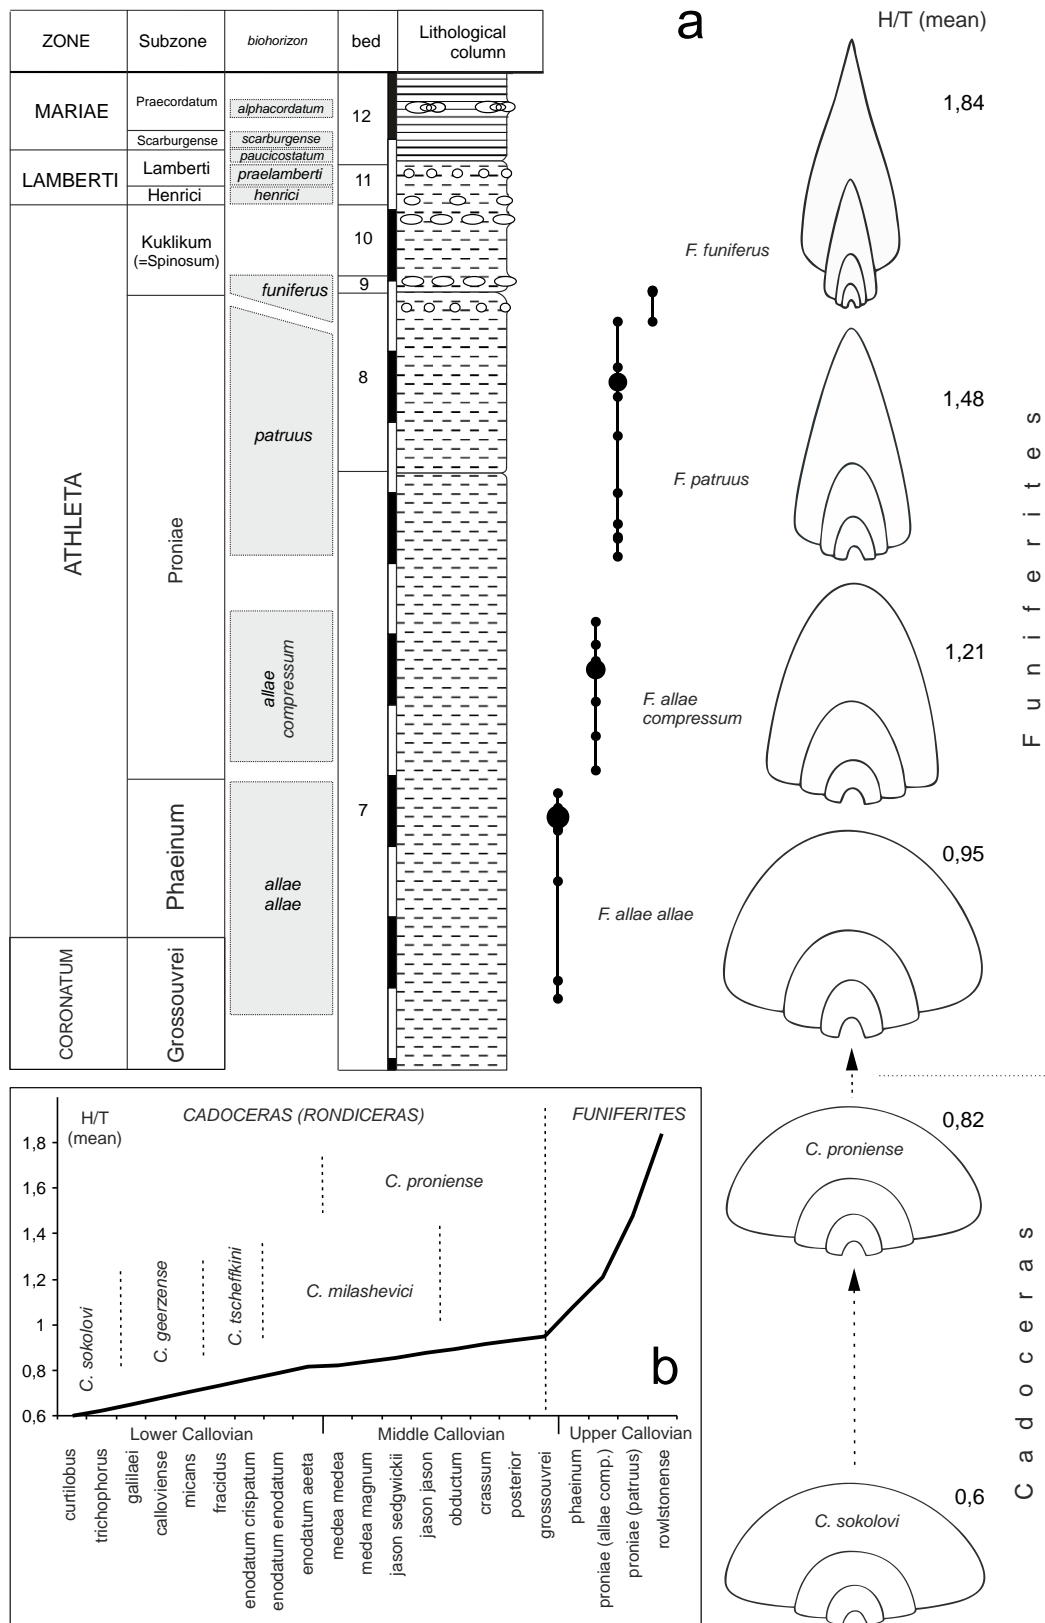 ZONE
Subzone
biohorizon
bed
Lithological
column
a
H/T (mean)
MARIAE
Praecordatum
alphacordatum
12
1,84
Scarburgense
scarburgense
paucicostatum
LAMBERTI
Lamberti
praelamberti
11
Henrici
henrici
Kuklikum
(=Spinosum)
10
F. funiferus
funiferus
9
ATHLETA
Proniae
patruus
8
1,48
F. patruus
Funiferites
allae
compressum
1,21
F. allae
compressum
Phaeinum
7
allae
allae
0,95
F. allae allae
CORONATUM
Grossouvrei
H/T
(mean)
CADOCERAS (RONDICERAS)
FUNIFERITES
0,82
C. proniense
Cadoceras
1,8
1,6
1,4
1,2
1
0,8
0,6
C. proniense
C. sokolovi
C. geerzense
C. tscheffkini
C. milashevici
b
Lower Callovian
Middle Callovian
Upper Callovian
curtilobus
trichophorus
galilaei
calloviense
micans
fracidus
enodatum crispatum
enodatum enodatum
enodatum aeeta
medea medea
medea magnum
jason sedgwickii
jason jason
obductum
crassum
posterior
grossouvrei
phaeinum
proniae (allae comp.)
proniae (patruus)
rowlstonense
0,6
C. sokolovi